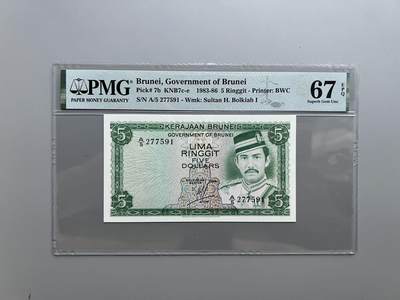 PMG
PAPER MONEY GUARANTY
Brunei, Government of Brunei
Pick# 7b KNB7c-e 1983-86 5 Ringgit - Printer: BWC
S/N A/5 277591 - Wmk: Sultan H. Bolkiah I
67 EPQ
Superb Gem Unc
KERAJAAN BRUNEI
GOVERNMENT OF BRUNEI
5
5
A/5 277591
LIMA
RINGGIT
FIVE
DOLLARS
A/5 277591
5
5